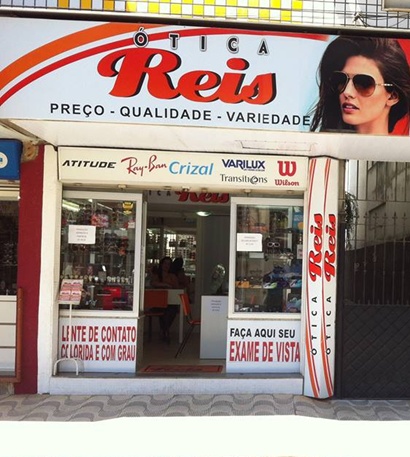 ÓTICA
Reis
PREÇO - QUALIDADE - VARIEDADE
ATITUDE Ray-Ban Crizal VARILUX Transitions W Wilson
ÓTICA
Reis
LENTE DE CONTATO
COLORIDA E COM GRAU
FAÇA AQUI SEU
EXAME DE VISTA
ÓTICA Reis
ÓTICA Reis